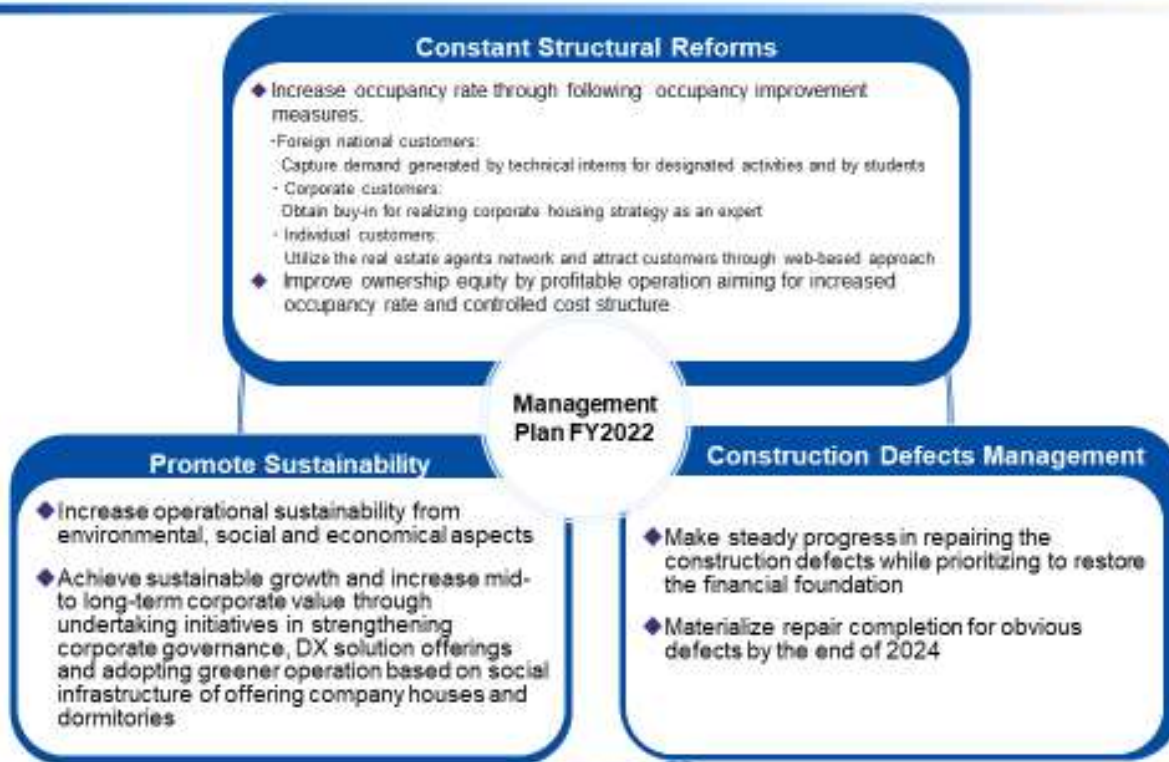 Constant Structural Reforms
◆ Increase occupancy rate through following occupancy improvement
measures.
-Foreign national customers:
Capture demand generated by technical interns for designated activities and by students
· Corporate customers:
Obtain buy-in for realizing corporate housing strategy as an expert
· Individual customers:
Utilize the real estate agents network and attract customers through web-based approach
◆ Improve ownership equity by profitable operation aiming for increased
occupancy rate and controlled cost structure
Management
Plan FY2022
Promote Sustainability
◆Increase operational sustainability from
environmental, social and economical aspects
◆Achieve sustainable growth and increase mid-
to long-term corporate value through
undertaking initiatives in strengthening
corporate governance, DX solution offerings
and adopting greener operation based on social
infrastructure of offering company houses and
dormitories
Construction Defects Management
◆Make steady progress in repairing the
construction defects while prioritizing to restore
the financial foundation
◆Materialize repair completion for obvious
defects by the end of 2024